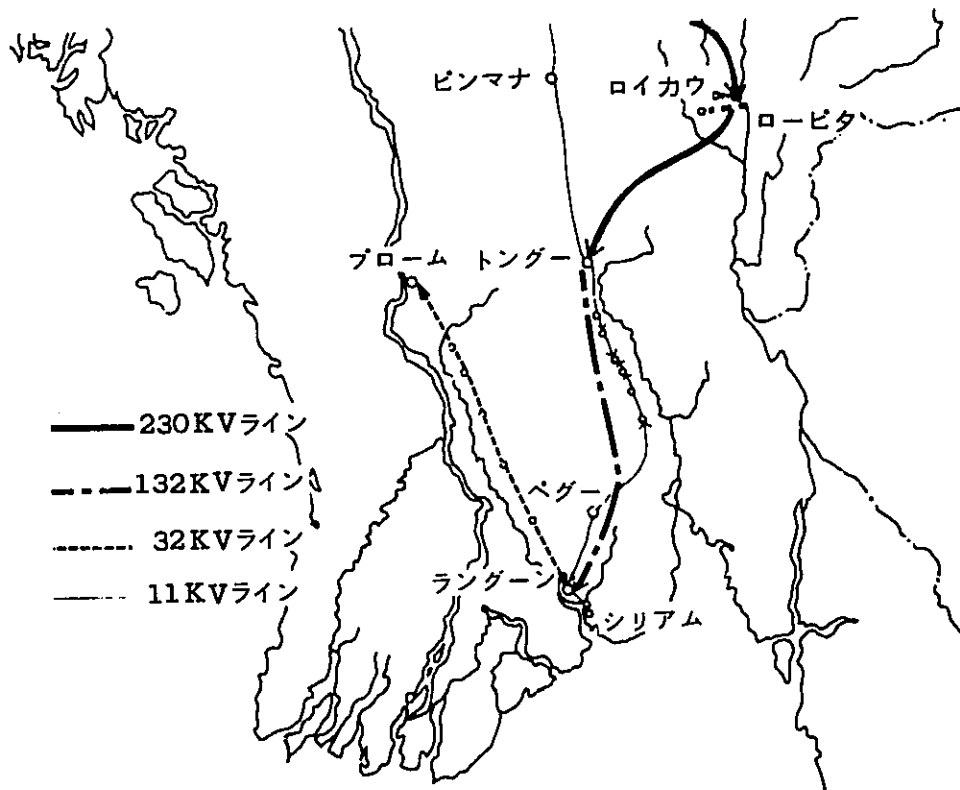 ピンマナ
ロイカウ
ロービタ
プローム
トングー
230KVライン
132KVライン
32KVライン
11KVライン
ペグー
ラングーン
シリアム